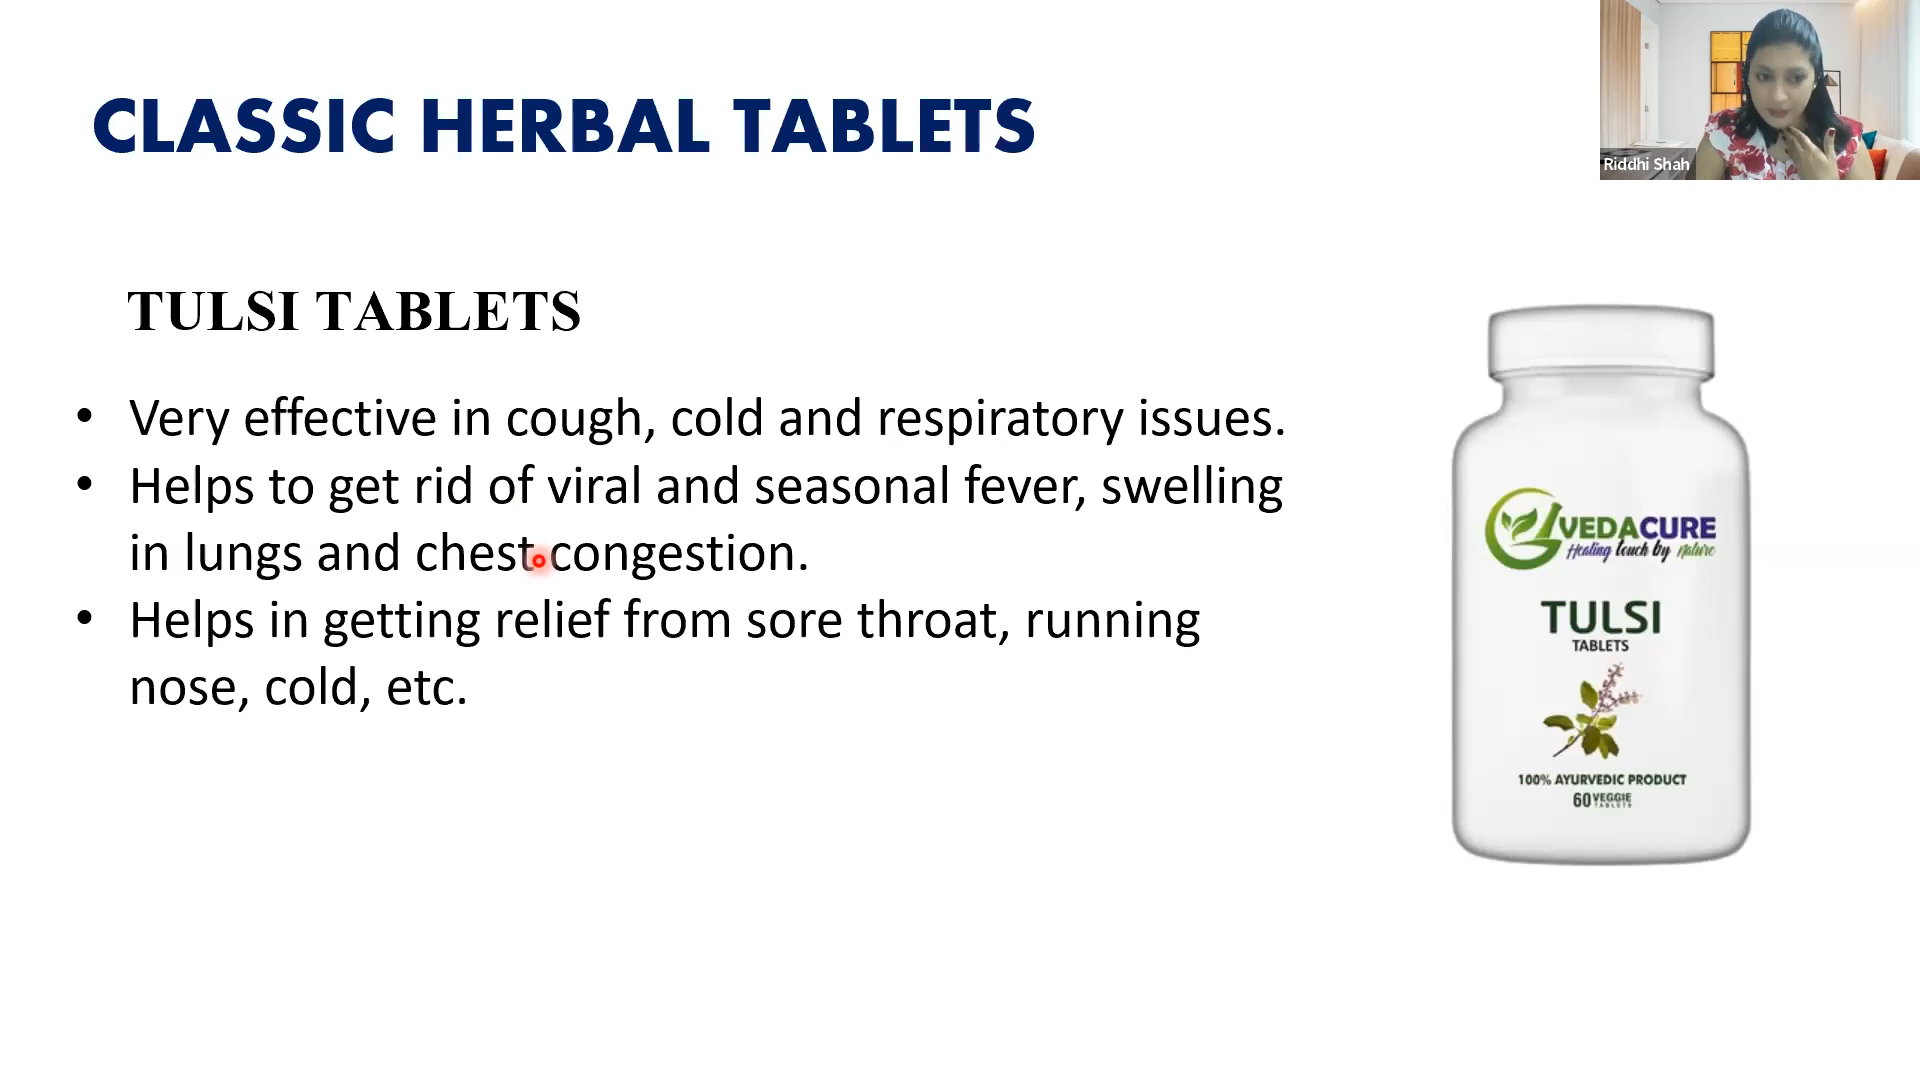 CLASSIC HERBAL TABLETS
Riddhi Shah
TULSI TABLETS
• Very effective in cough, cold and respiratory issues.
• Helps to get rid of viral and seasonal fever, swelling
in lungs and chest congestion.
• Helps in getting relief from sore throat, running
nose, cold, etc.
VEDACURE
Healing touch by Nature
TULSI
TABLETS
100% AYURVEDIC PRODUCT
60 VEGGIE
TABLETS